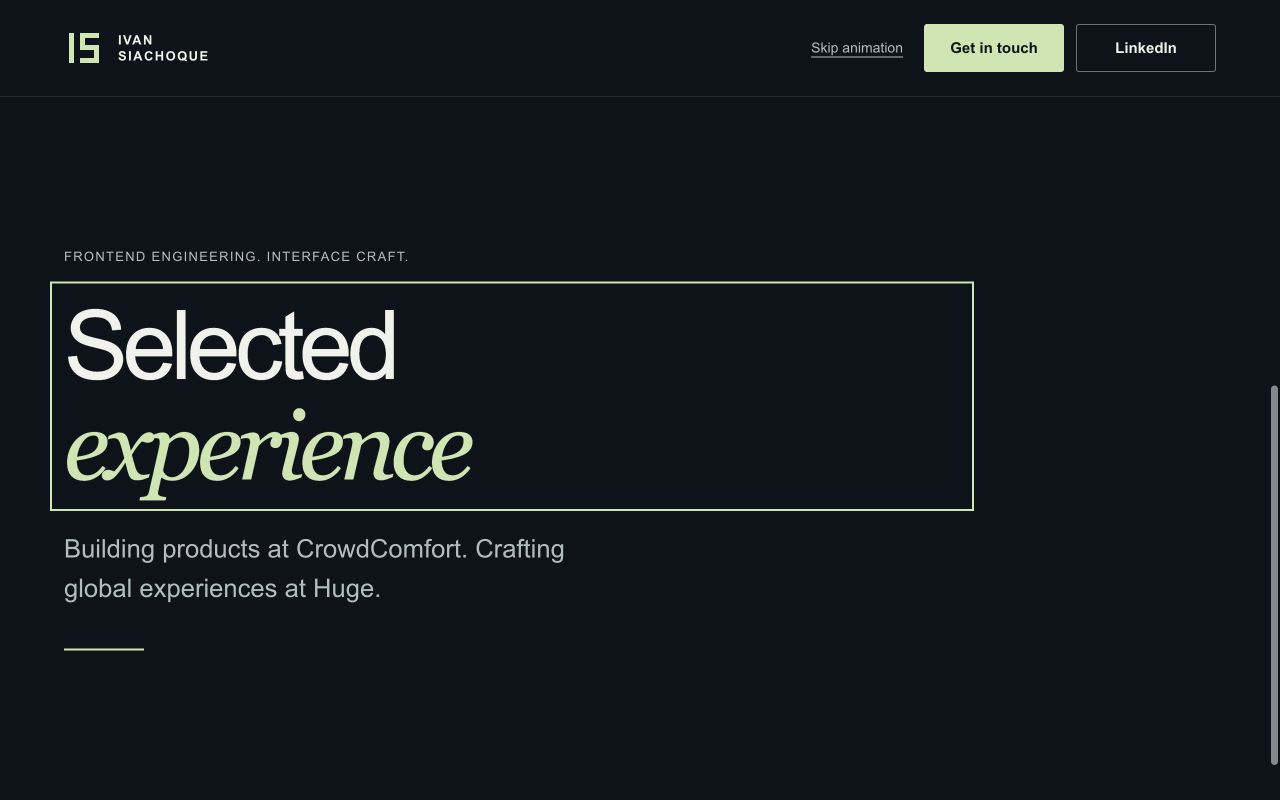 IS
IVAN
SIACHOQUE
Skip animation
Get in touch
LinkedIn
FRONTEND ENGINEERING. INTERFACE CRAFT.
Selected
experience
Building products at CrowdComfort. Crafting
global experiences at Huge.